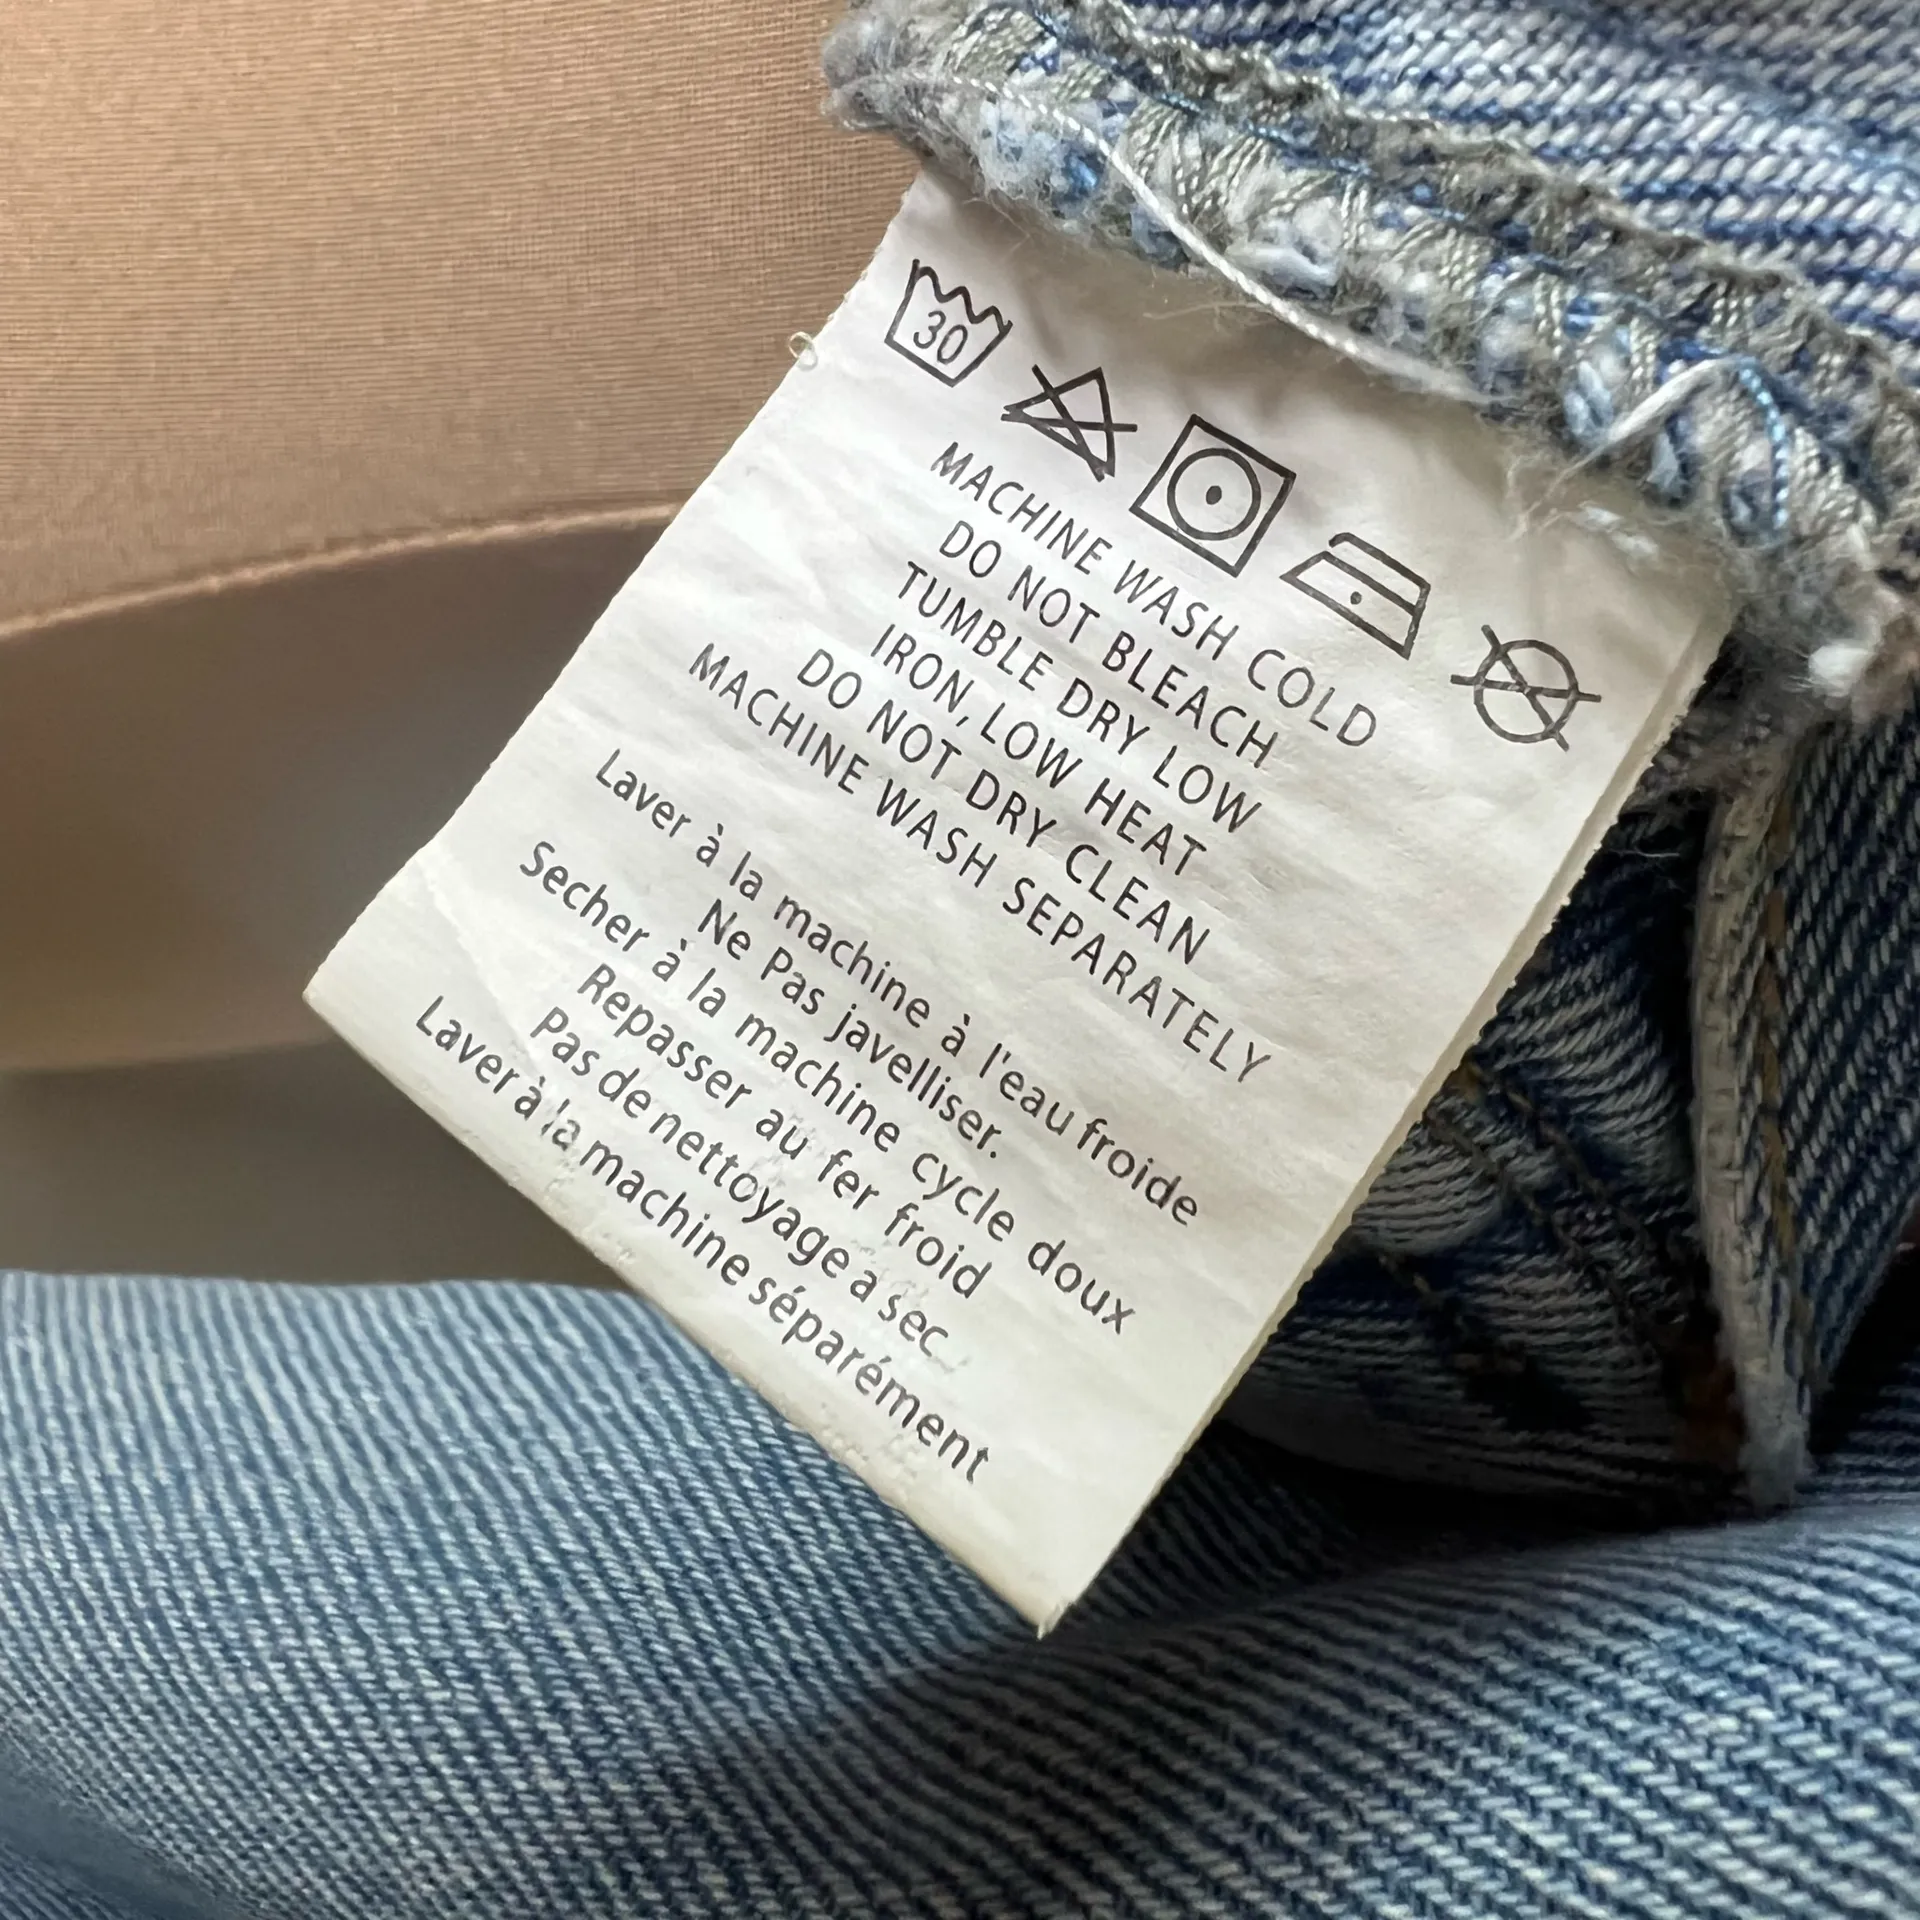 30
MACHINE WASH COLD
DO NOT BLEACH
TUMBLE DRY LOW
IRON, LOW HEAT
DO NOT DRY CLEAN
MACHINE WASH SEPARATELY
Laver à la machine à l'eau froide
Ne Pas javelliser.
Secher à la machine cycle doux
Repasser au fer froid
Pas de nettoyage a sec
Laver à la machine séparément